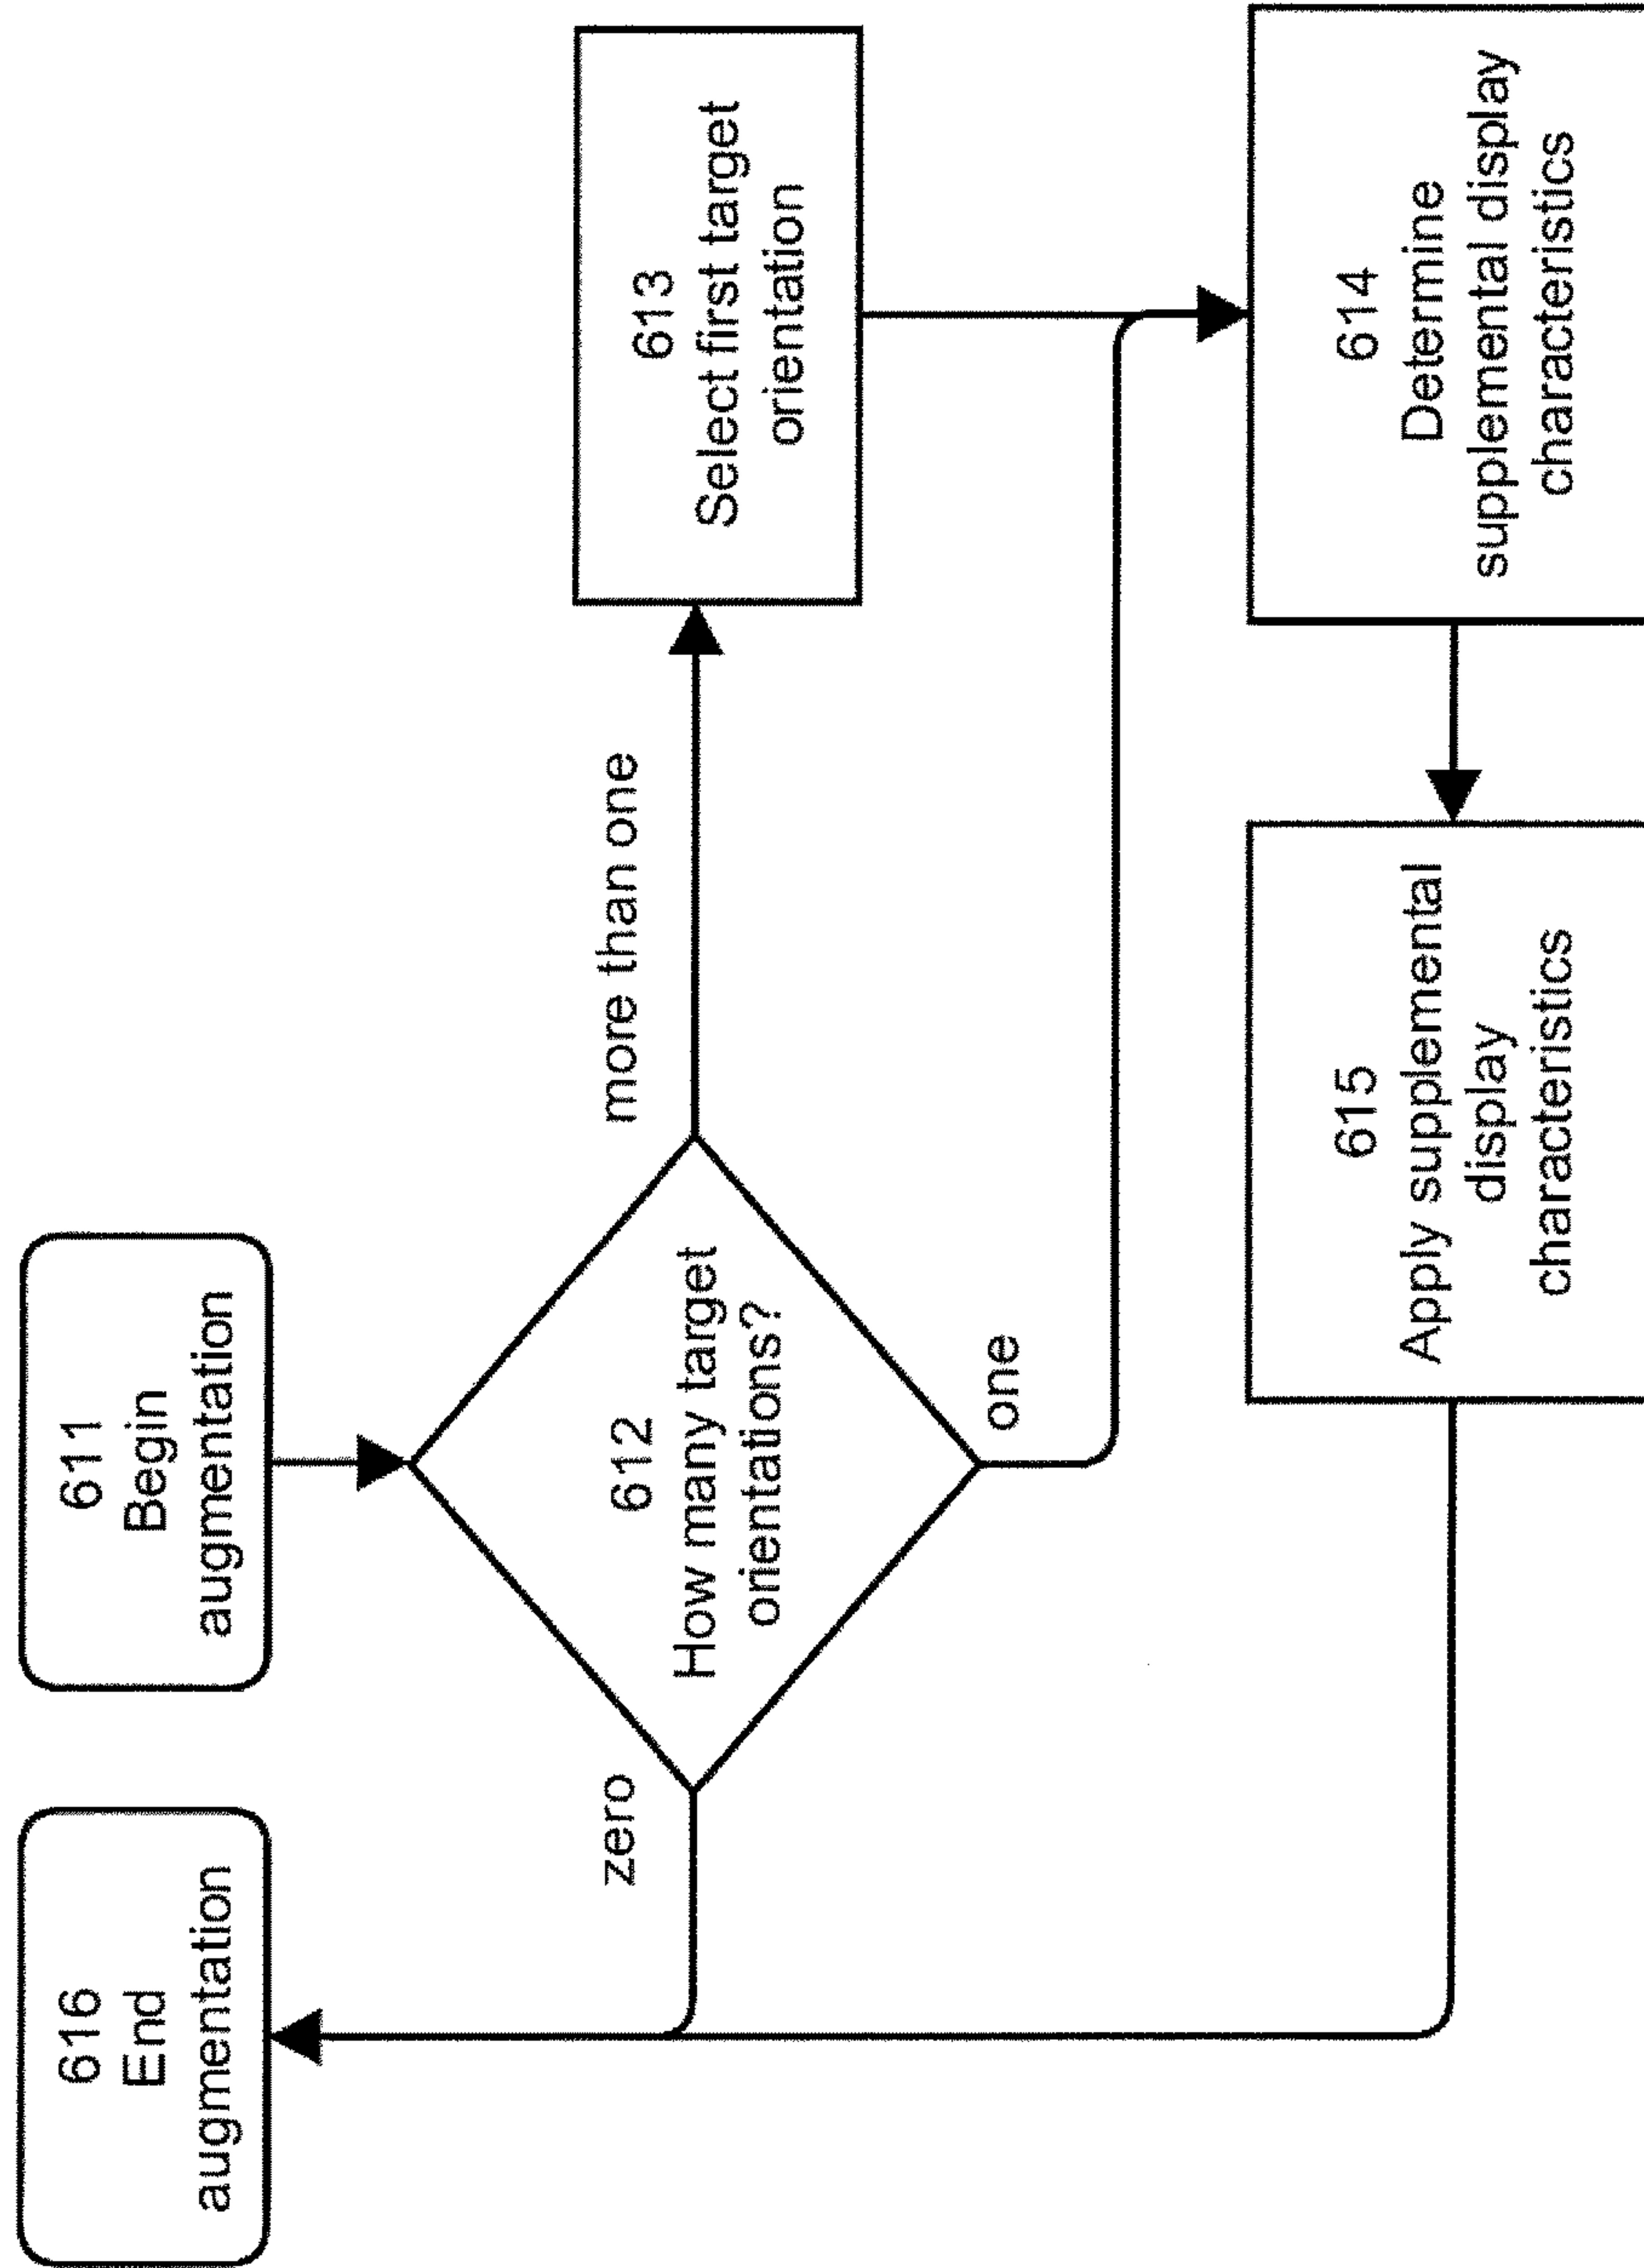 616
End
augmentation
611
Begin
augmentation
zero
612
How many target
orientations?
more than one
one
613
Select first target
orientation
615
Apply supplemental
display
characteristics
614
Determine
supplemental display
characteristics